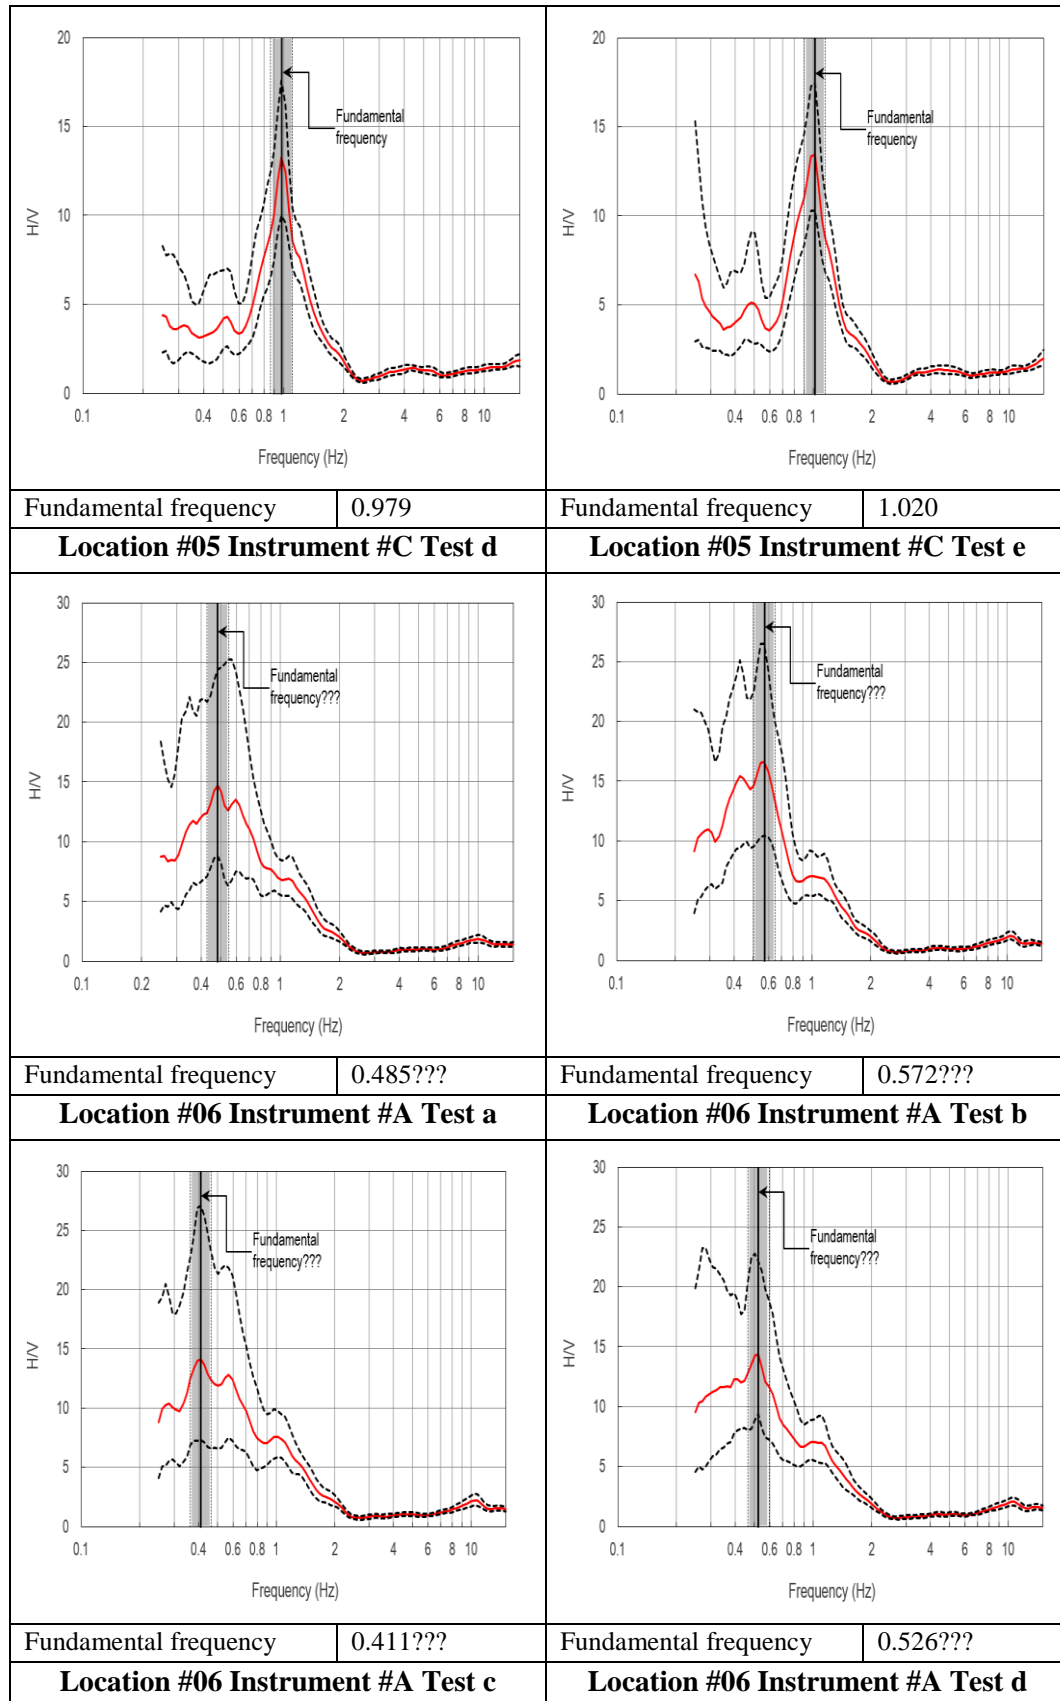 20
15
10
5
0
H/V
Fundamental
frequency
0.1 0.4 0.6 0.8 1 2 4 6 8 10
Frequency (Hz)
20
15
10
5
0
H/V
Fundamental
frequency
0.1 0.4 0.6 0.8 1 2 4 6 8 10
Frequency (Hz)
Fundamental frequency 0.979 Fundamental frequency 1.020
Location #05 Instrument #C Test d Location #05 Instrument #C Test e
30
25
20
15
10
5
0
H/V
Fundamental
frequency???
0.1 0.2 0.4 0.6 0.8 1 2 4 6 8 10
Frequency (Hz)
30
25
20
15
10
5
0
H/V
Fundamental
frequency???
0.1 0.4 0.6 0.8 1 2 4 6 8 10
Frequency (Hz)
Fundamental frequency 0.485??? Fundamental frequency 0.572???
Location #06 Instrument #A Test a Location #06 Instrument #A Test b
30
25
20
15
10
5
0
H/V
Fundamental
frequency???
0.1 0.4 0.6 0.8 1 2 4 6 8 10
Frequency (Hz)
30
25
20
15
10
5
0
H/V
Fundamental
frequency???
0.1 0.4 0.6 0.8 1 2 4 6 8 10
Frequency (Hz)
Fundamental frequency 0.411??? Fundamental frequency 0.526???
Location #06 Instrument #A Test c Location #06 Instrument #A Test d